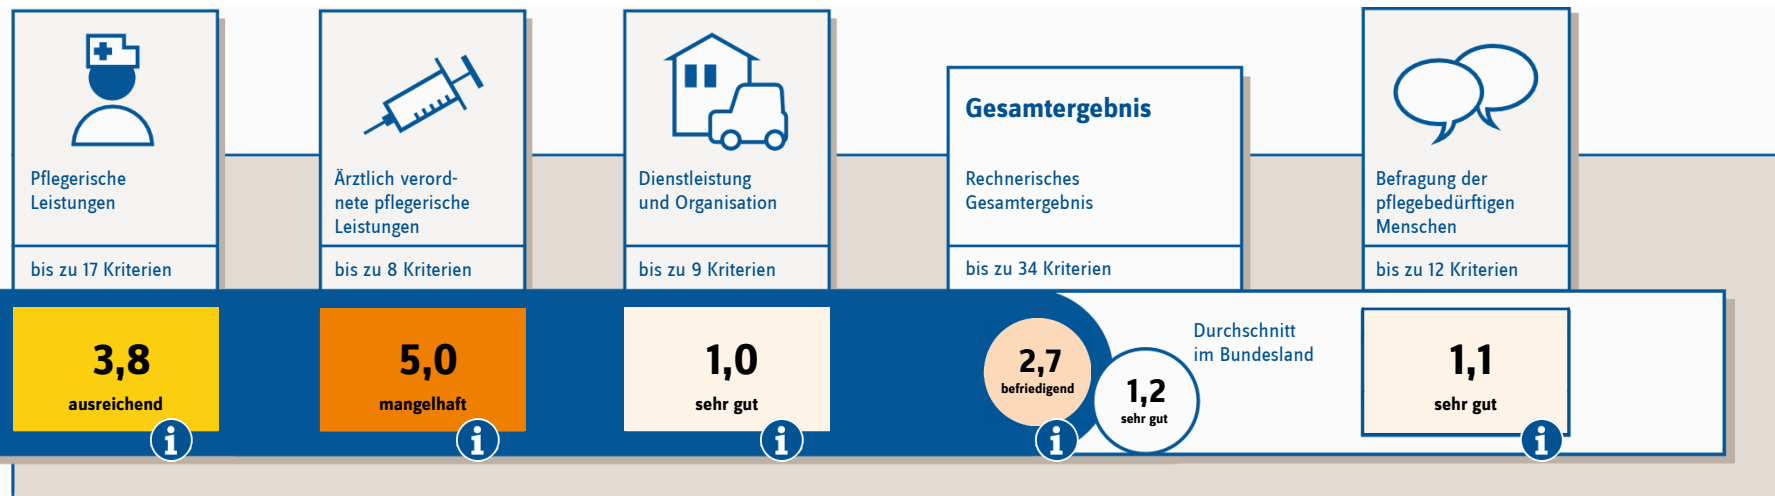 Pflegerische
Leistungen
bis zu 17 Kriterien
3,8
ausreichend
i
Ärztlich verord-
nete pflegerische
Leistungen
bis zu 8 Kriterien
5,0
mangelhaft
i
Dienstleistung
und Organisation
bis zu 9 Kriterien
1,0
sehr gut
i
Gesamtergebnis
Rechnerisches
Gesamtergebnis
bis zu 34 Kriterien
2,7
befriedigend
i
Durchschnitt
im Bundesland
1,2
sehr gut
Befragung der
pflegebedürftigen
Menschen
bis zu 12 Kriterien
1,1
sehr gut
i